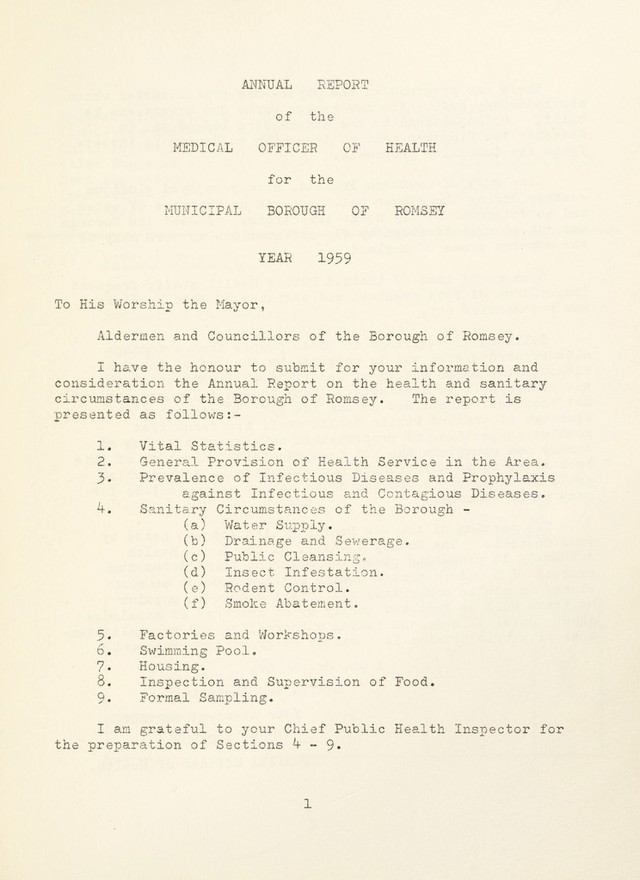 ANNUAL REPORT
of the
MEDICAL OFFICER OF HEALTH
for the
MUNICIPAL BOROUGH OF ROMSEY
YEAR 1959
To His Worship the Mayor,
Aldermen and Councillors of the Borough of Romsey.
I have the honour to submit for your information and
consideration the Annual Report on the health and sanitary
circumstances of the Borough of Romsey. The report is
presented as follows:-
1. Vital Statistics.
2. General Provision of Health Service in the Area.
3. Prevalence of Infectious Diseases and Prophylaxis
against Infectious and Contagious Diseases.
4. Sanitary Circumstances of the Borough -
(a) Water Supply.
(b) Drainage and Sewerage.
(c) Public Cleansing.
(d) Insect Infestation.
(e) Rodent Control.
(f) Smoke Abatement.
5. Factories and Workshops.
6. Swimming Pool.
7. Housing.
8. Inspection and Supervision of Food.
9. Formal Sampling.
I am grateful to your Chief Public Health Inspector for
the preparation of Sections 4 - 9.
1